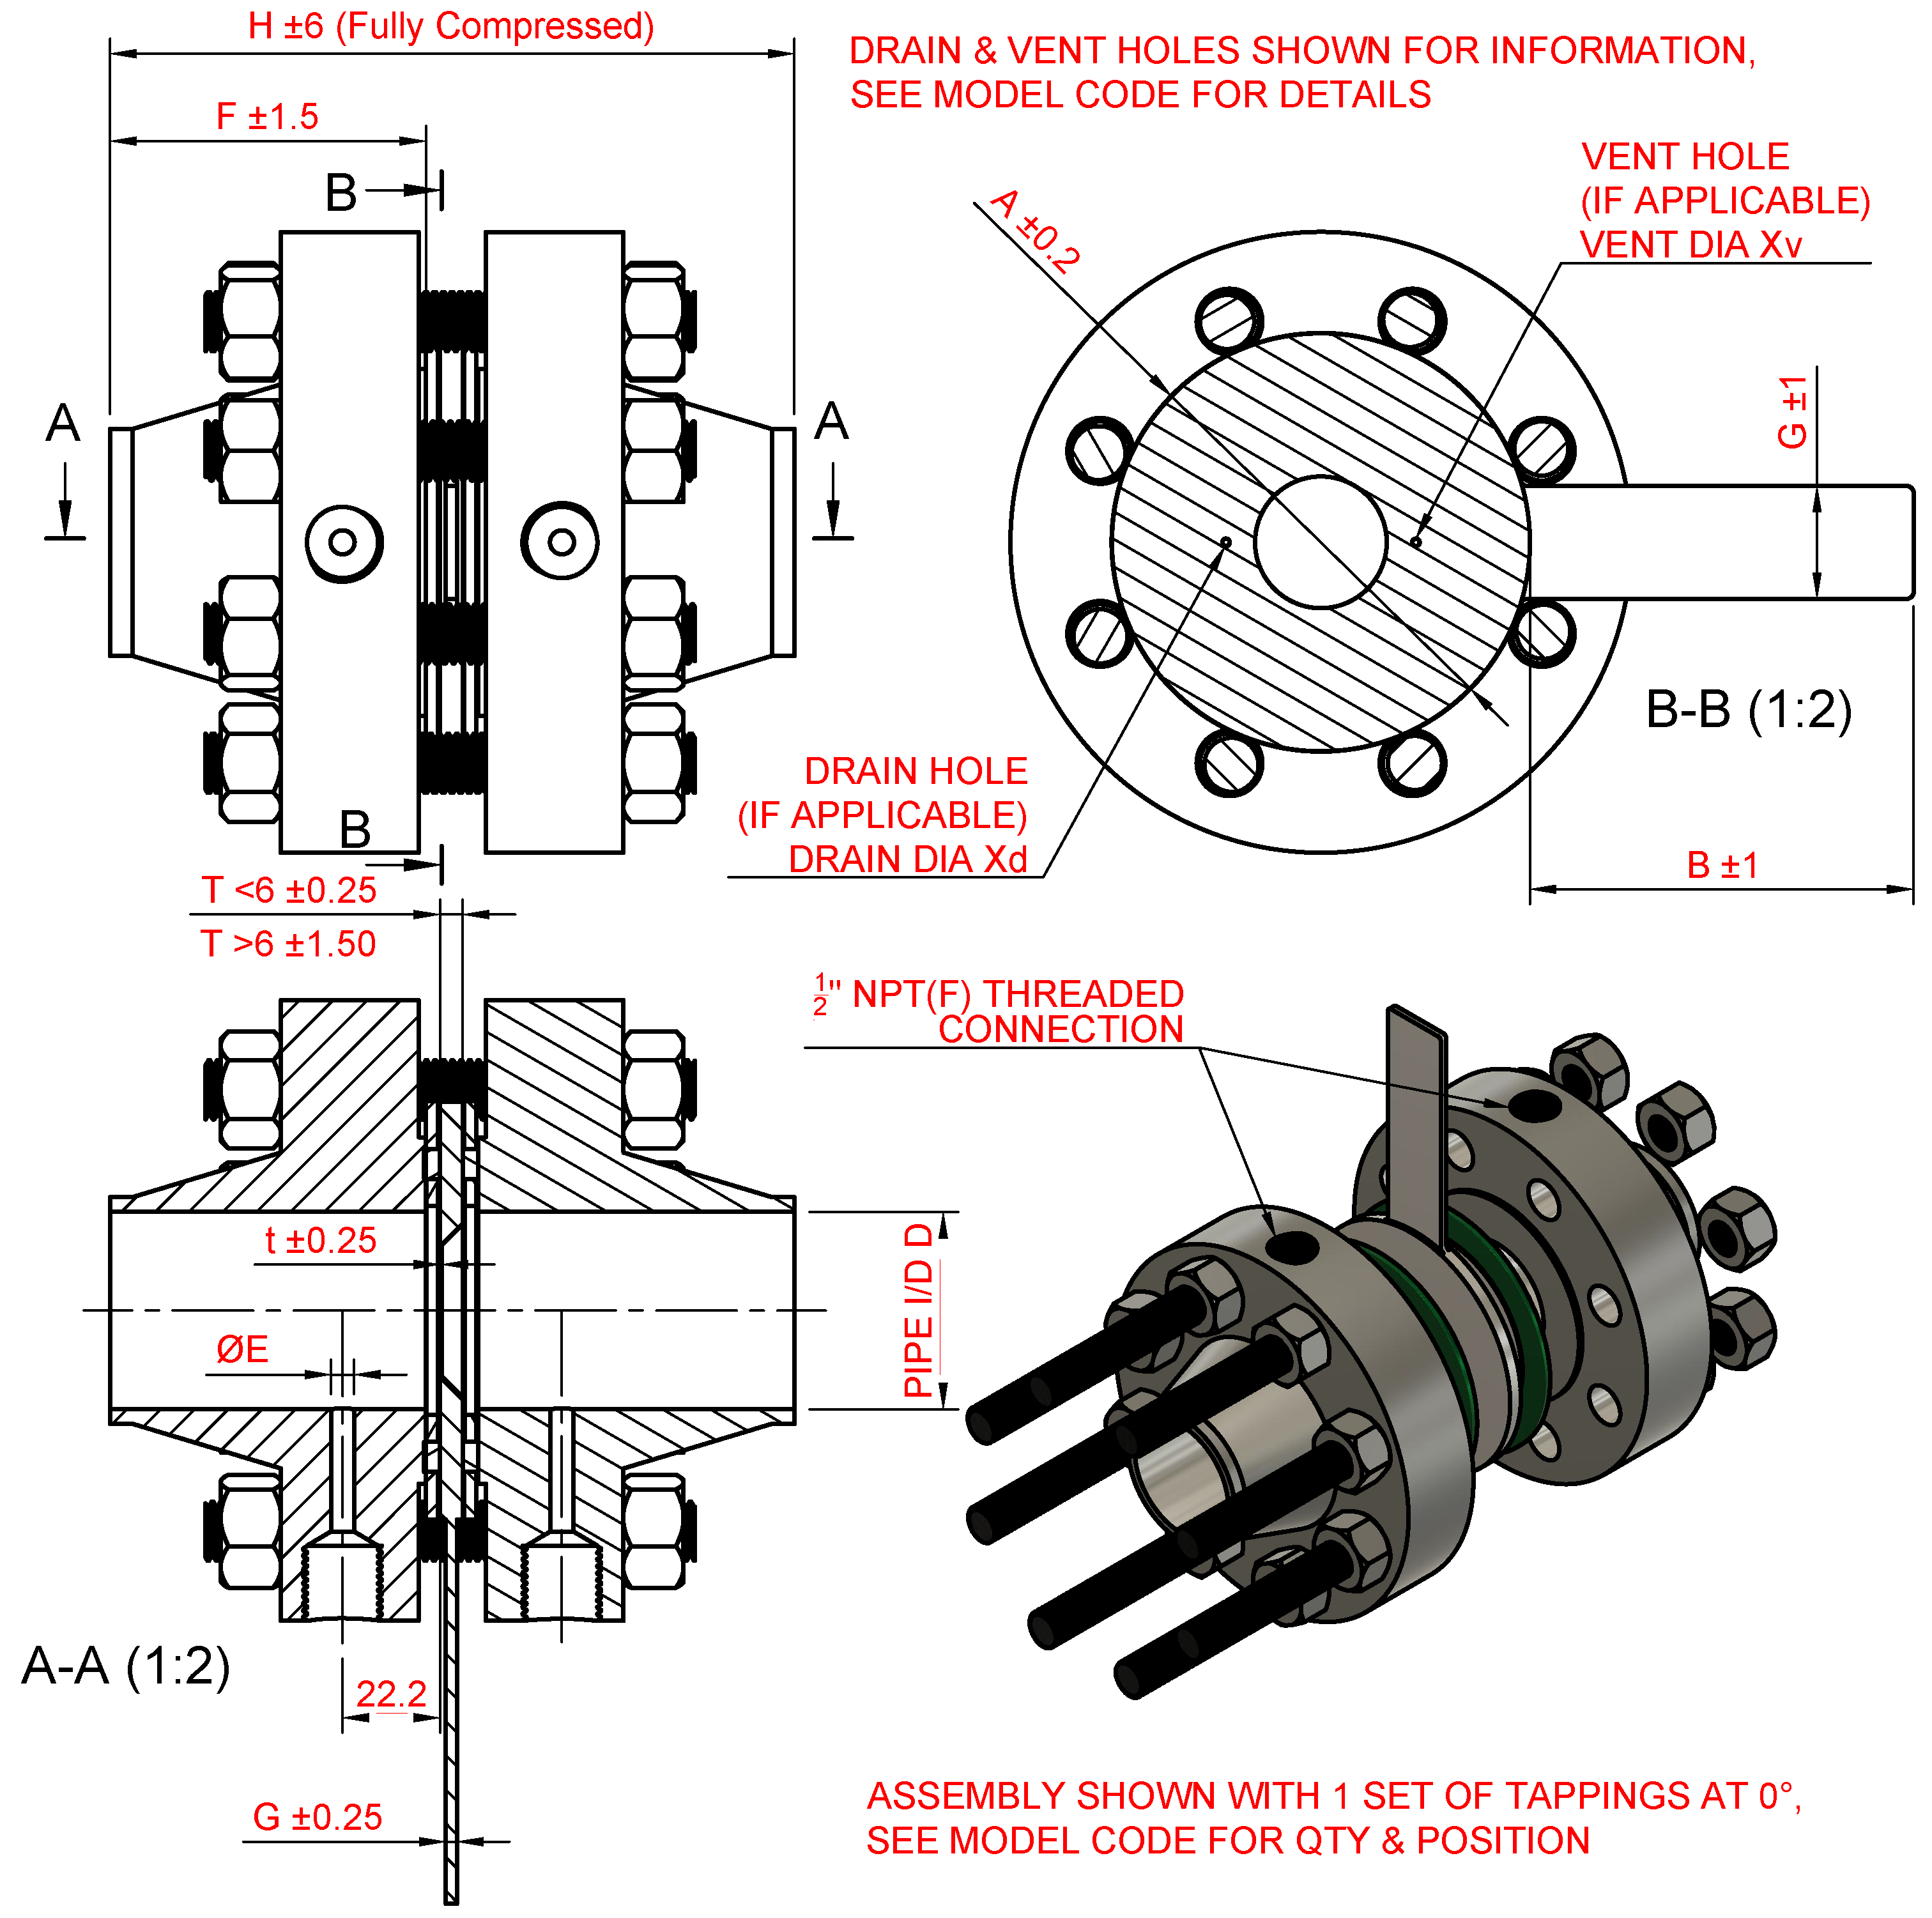 H ±6 (Fully Compressed)
F ±1.5
B
A
A
B
DRAIN & VENT HOLES SHOWN FOR INFORMATION,
SEE MODEL CODE FOR DETAILS
VENT HOLE
(IF APPLICABLE)
VENT DIA Xv
A ±0.2
G ±1
B-B (1:2)
DRAIN HOLE
(IF APPLICABLE)
DRAIN DIA Xd
B ±1
T <6 ±0.25
T >6 ±1.50
t ±0.25
ØE
PIPE I/D D
A-A (1:2)
22.2
G ±0.25
1/2" NPT(F) THREADED
CONNECTION
ASSEMBLY SHOWN WITH 1 SET OF TAPPINGS AT 0°,
SEE MODEL CODE FOR QTY & POSITION